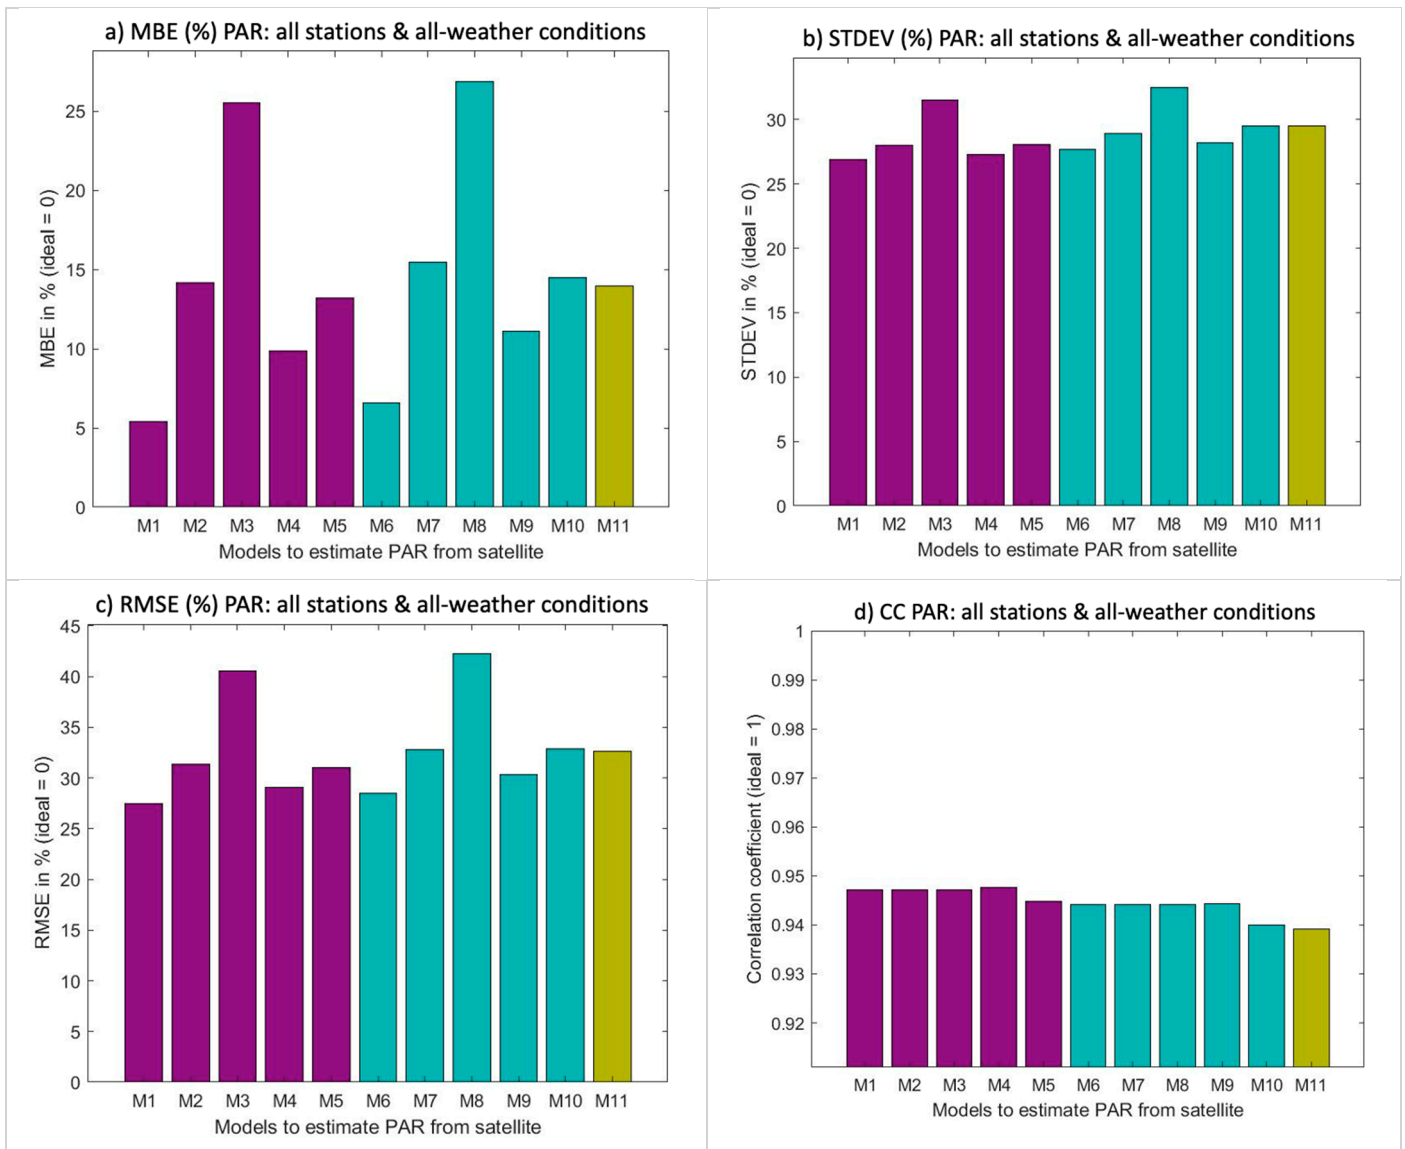 a) MBE (%) PAR: all stations & all-weather conditions
MBE in % (ideal = 0)
25
20
15
10
5
0
M1 M2 M3 M4 M5 M6 M7 M8 M9 M10 M11
Models to estimate PAR from satellite
b) STDEV (%) PAR: all stations & all-weather conditions
STDEV in % (ideal = 0)
30
25
20
15
10
5
0
M1 M2 M3 M4 M5 M6 M7 M8 M9 M10 M11
Models to estimate PAR from satellite
c) RMSE (%) PAR: all stations & all-weather conditions
RMSE in % (ideal = 0)
45
40
35
30
25
20
15
10
5
0
M1 M2 M3 M4 M5 M6 M7 M8 M9 M10 M11
Models to estimate PAR from satellite
d) CC PAR: all stations & all-weather conditions
Correlation coefficient (ideal = 1)
1
0.99
0.98
0.97
0.96
0.95
0.94
0.93
0.92
M1 M2 M3 M4 M5 M6 M7 M8 M9 M10 M11
Models to estimate PAR from satellite